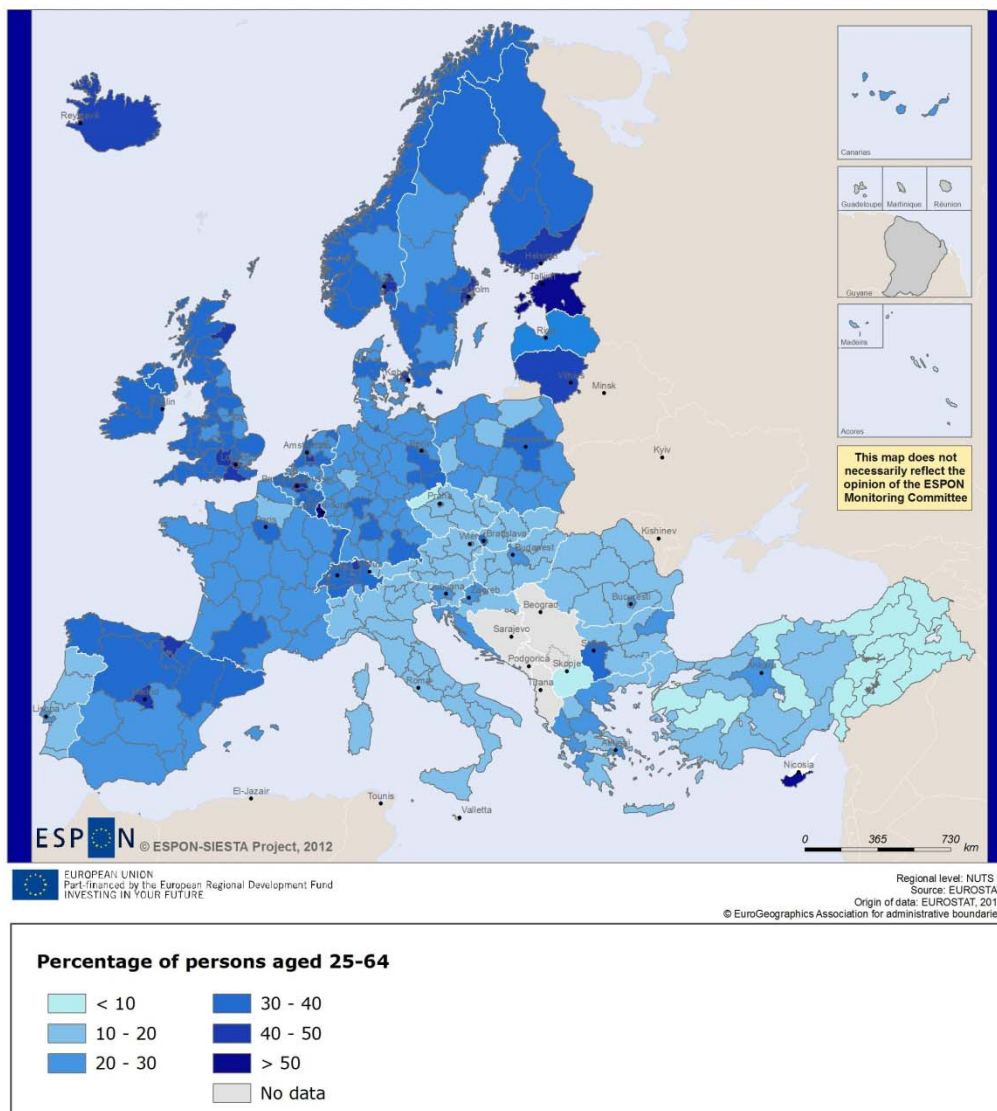 Reykjavik
Canarias
Guadeloupe
Martinique
Réunion
Guyane
Madeira
Acores
This map does not
necessarily reflect the
opinion of the ESPON
Monitoring Committee
Helsinki
Tallinn
Riga
Vilnius
Minsk
Kyiv
Kishinev
Praha
Wien
Bratislava
Budapest
Ljubljana
Zagreb
Bucuresti
Beograd
Sarajevo
Podgorica
Skopje
Tirana
Roma
Paris
Madrid
Lisboa
El-Jazair
Tounis
Valletta
Nicosia
ESPON
© ESPON-SIESTA Project, 2012
0 365 730
km
EUROPEAN UNION
Part-financed by the European Regional Development Fund
INVESTING IN YOUR FUTURE
Regional level: NUTS
Source: EUROSTA
Origin of data: EUROSTAT, 201
© EuroGeographics Association for administrative boundarie
Percentage of persons aged 25-64
< 10
10 - 20
20 - 30
30 - 40
40 - 50
> 50
No data